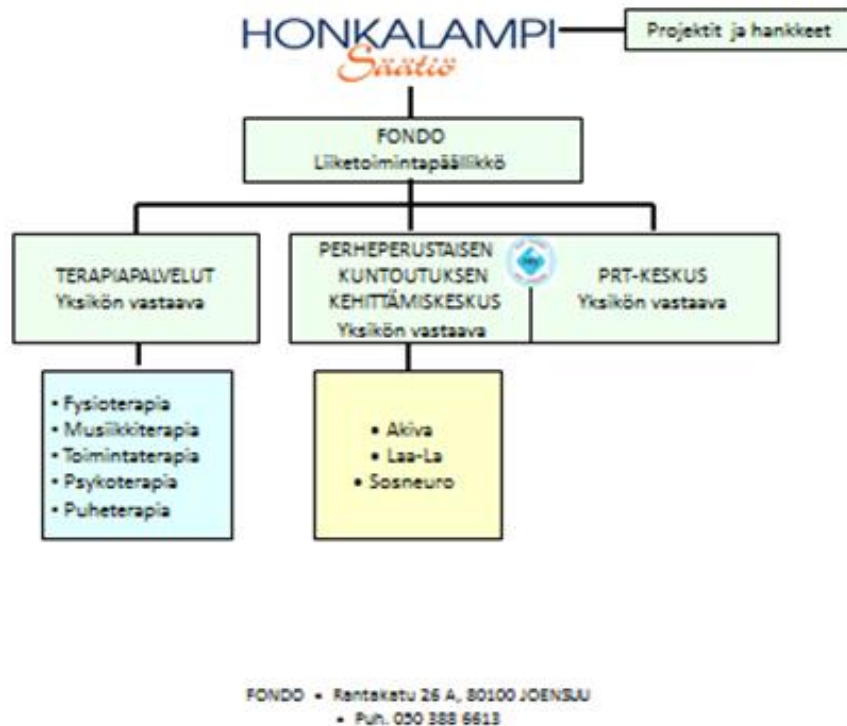 HONKALAMPI
Säätiö
Projektit ja hankkeet
FONDO
Liiketoimintapäällikkö
TERAPIAPALVELUT
Yksikön vastaava
PERHEPERUSTAISEN
KUNTOUTUKSEN
KEHITTÄMISKESKUS
Yksikön vastaava
PRT-KESKUS
Yksikön vastaava
• Fysioterapia
• Musiikkiterapia
• Toimintaterapia
• Psykoterapia
• Puheterapia
• Akiva
• Laa-La
• Sosneuro
FONDO • Rantakatu 26 A, 80100 JOENSUU
• Puh. 050 388 6613